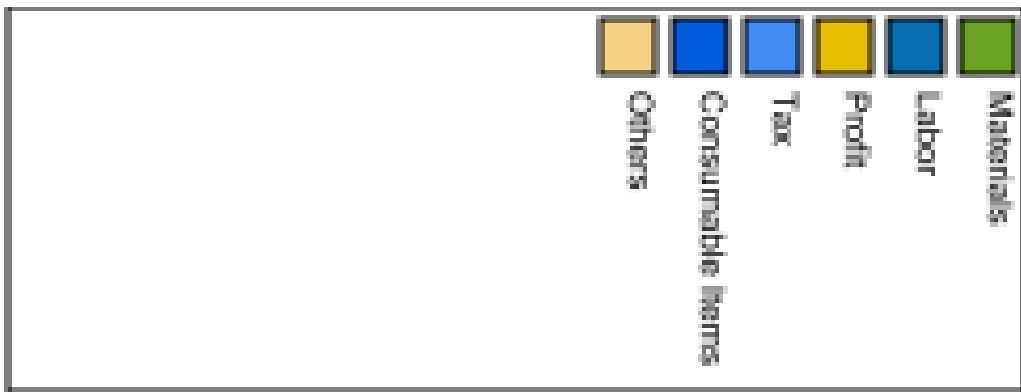 Materials
Labor
Profit
Tax
Consumable Items
Others